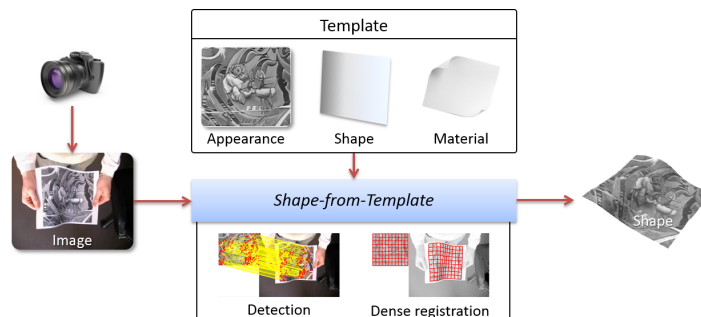 Template
Appearance
Shape
Material
Image
Shape-from-Template
Shape
Detection
Dense registration